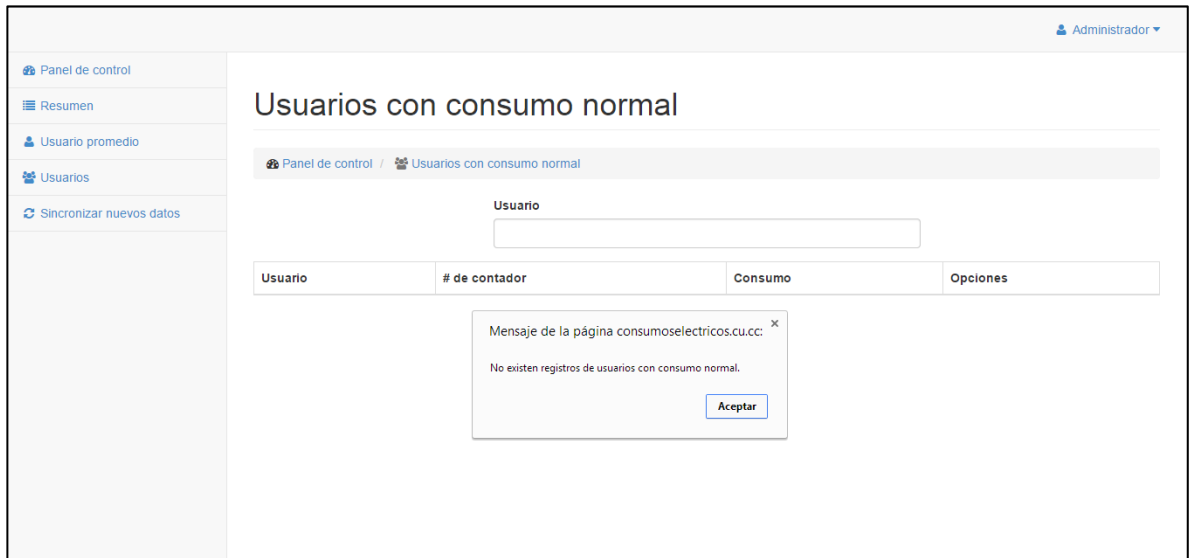 Administrador
Panel de control
Resumen
Usuario promedio
Usuarios
Sincronizar nuevos datos
Usuarios con consumo normal
Panel de control / Usuarios con consumo normal
Usuario
Usuario # de contador Consumo Opciones
Mensaje de la página consumoselectricos.cu.cc: ×
No existen registros de usuarios con consumo normal.
Aceptar